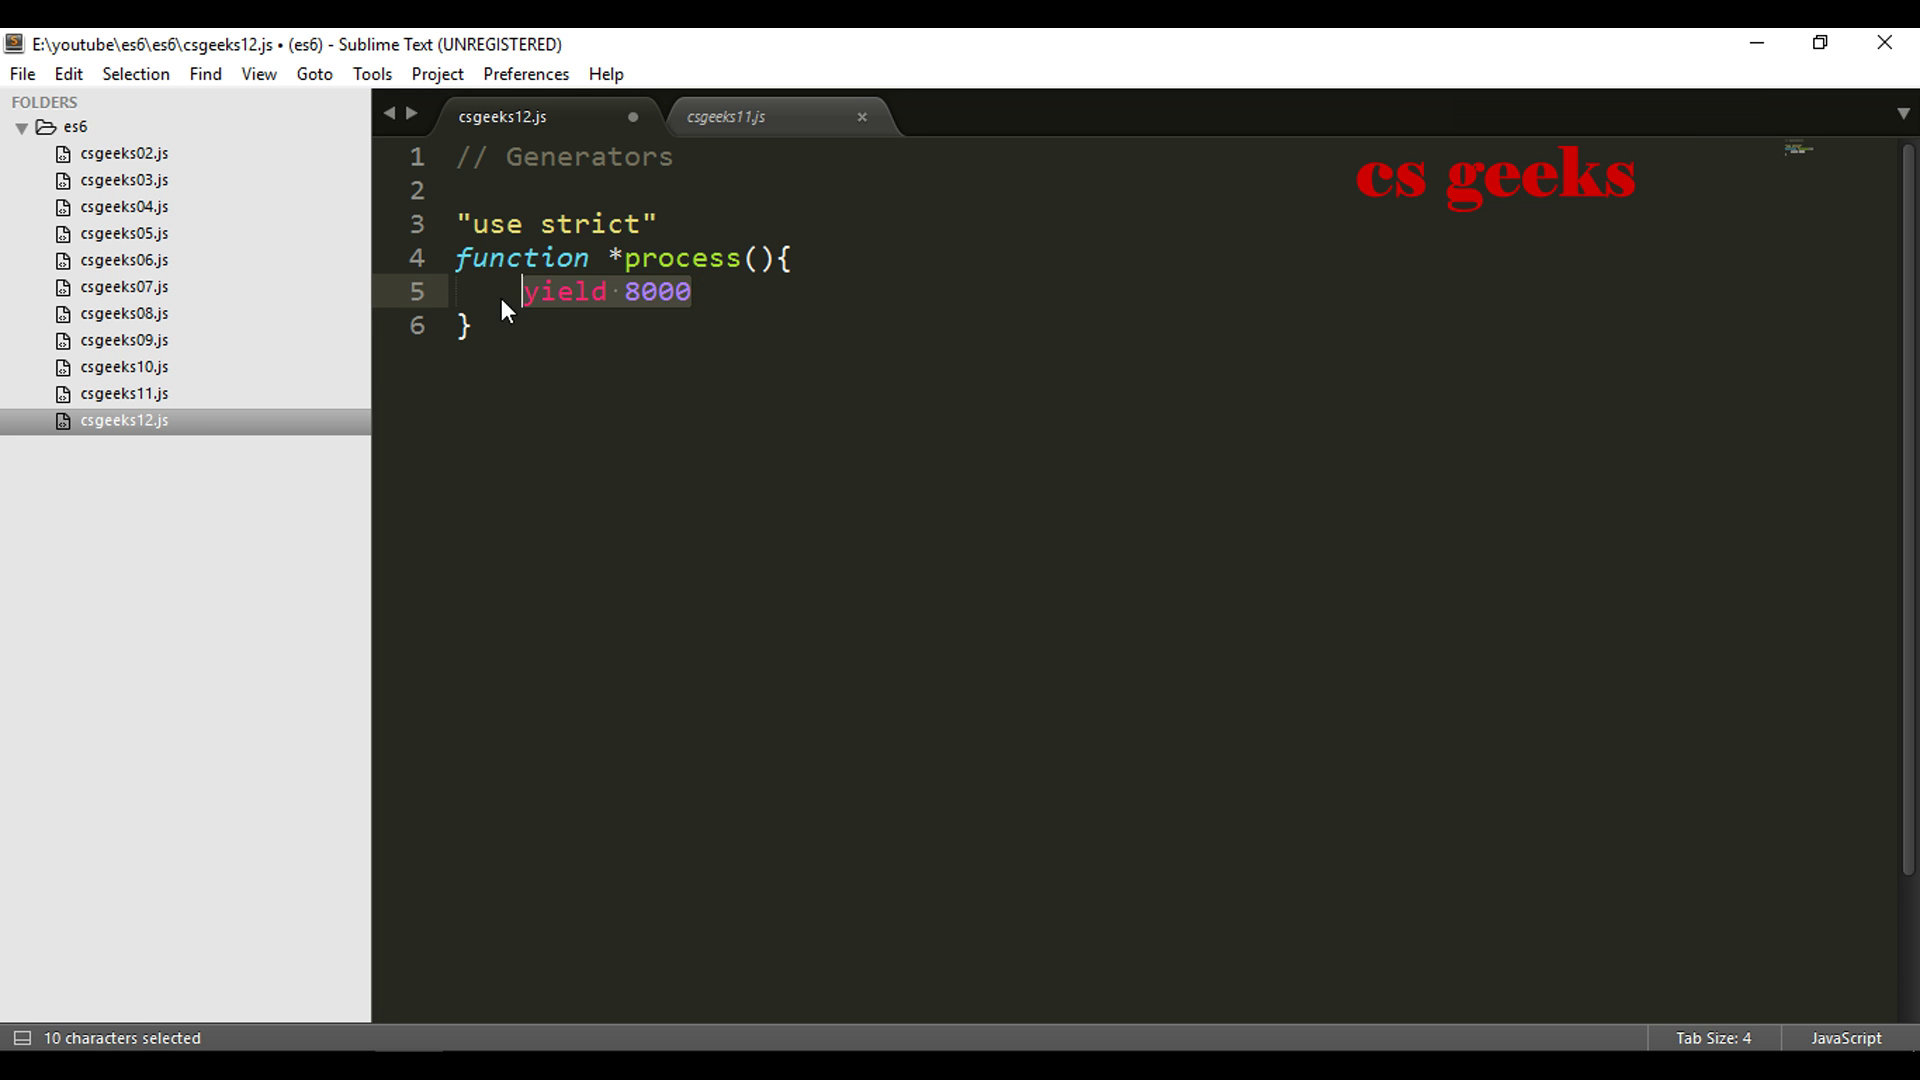 E:\youtube\es6\es6\csgeeks12.js • (es6) - Sublime Text (UNREGISTERED)
File Edit Selection Find View Goto Tools Project Preferences Help
FOLDERS
es6
csgeeks02.js
csgeeks03.js
csgeeks04.js
csgeeks05.js
csgeeks06.js
csgeeks07.js
csgeeks08.js
csgeeks09.js
csgeeks10.js
csgeeks11.js
csgeeks12.js
csgeeks12.js csgeeks11.js
1 // Generators
cs geeks
2
3 "use strict"
4 function *process(){
5 yield 8000
6 }
10 characters selected Tab Size: 4 JavaScript